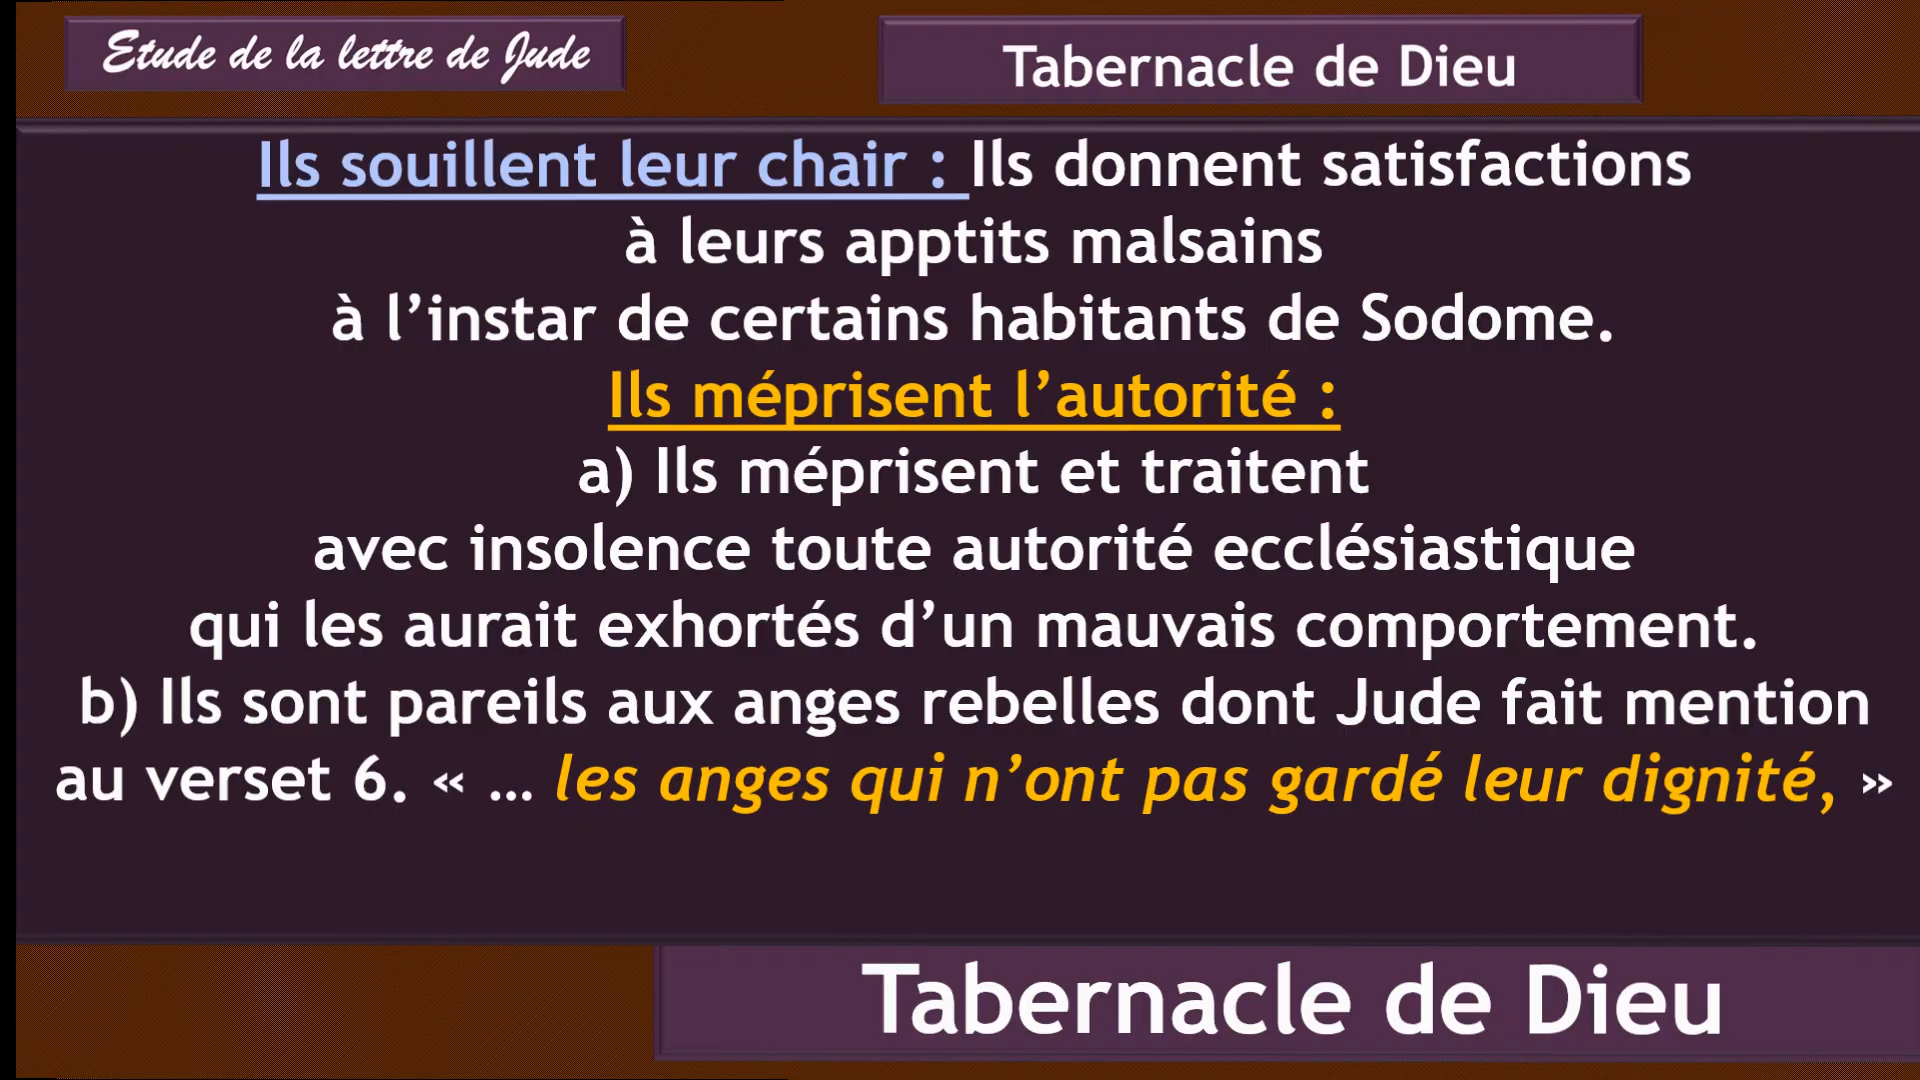 Etude de la lettre de Jude
Tabernacle de Dieu
Ils souillent leur chair : Ils donnent satisfactions
à leurs apptits malsains
à l’instar de certains habitants de Sodome.
Ils méprisent l’autorité :
a) Ils méprisent et traitent
avec insolence toute autorité ecclésiastique
qui les aurait exhortés d’un mauvais comportement.
b) Ils sont pareils aux anges rebelles dont Jude fait mention
au verset 6. « … les anges qui n’ont pas gardé leur dignité, »
Tabernacle de Dieu